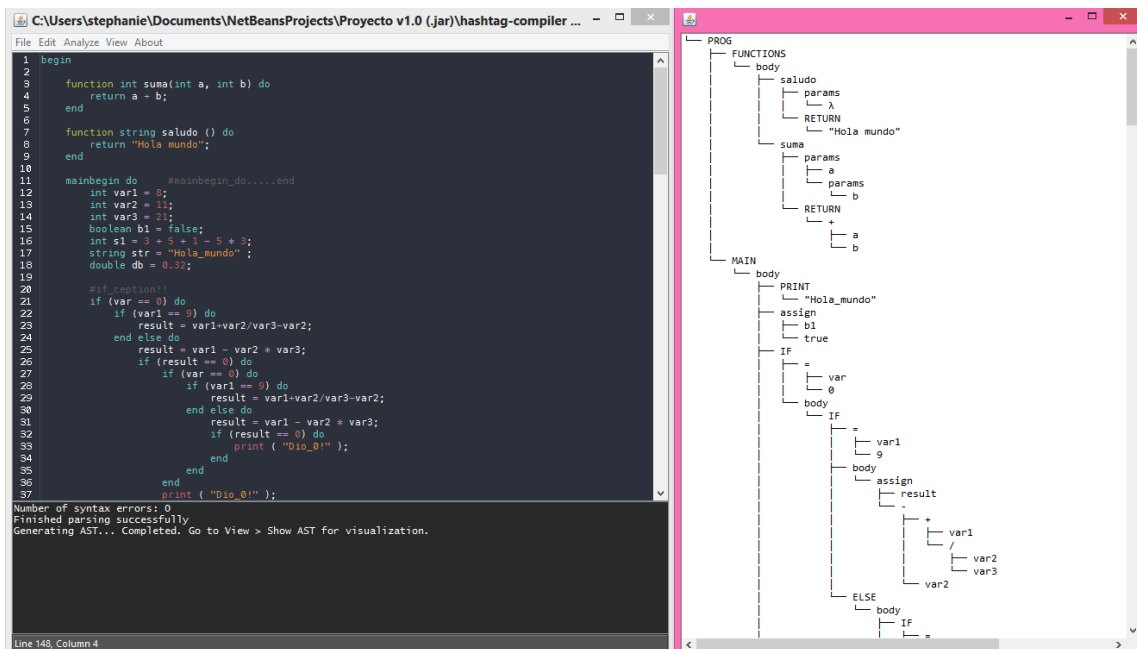 C:\Users\stephanie\Documents\NetBeansProjects\Proyecto v1.0 (.jar)\hashtag-compiler ...
File Edit Analyze View About
1 begin
2
3 function int suma(int a, int b) do
4 return a + b;
5 end
6
7 function string saludo () do
8 return "Hola mundo";
9 end
10
11 mainbegin do #mainbegin_do.....end
12 int var1 = 8;
13 int var2 = 11;
14 int var3 = 21;
15 boolean b1 = false;
16 int s1 = 3 + 5 + 1 - 5 * 3;
17 string str = "Hola_mundo" ;
18 double db = 0.32;
19
20 #if_ception!!
21 if (var == 0) do
22 if (var1 == 9) do
23 result = var1+var2/var3-var2;
24 end else do
25 result = var1 - var2 * var3;
26 if (result == 0) do
27 if (var == 0) do
28 if (var1 == 9) do
29 result = var1+var2/var3-var2;
30 end else do
31 result = var1 - var2 * var3;
32 if (result == 0) do
33 print ( "Dio_0!" );
34 end
35 end
36 end
37 print ( "Dio_0!" );
Number of syntax errors: 0
Finished parsing successfully
Generating AST... Completed. Go to View > Show AST for visualization.
Line 148, Column 4
PROG
FUNCTIONS
body
saludo
params
λ
RETURN
"Hola mundo"
suma
params
a
params
b
RETURN
+
a
b
MAIN
body
PRINT
"Hola_mundo"
assign
b1
true
IF
=
var
0
body
IF
=
var1
9
body
assign
result
-
+
var1
/
var2
var3
var2
ELSE
body
IF
=